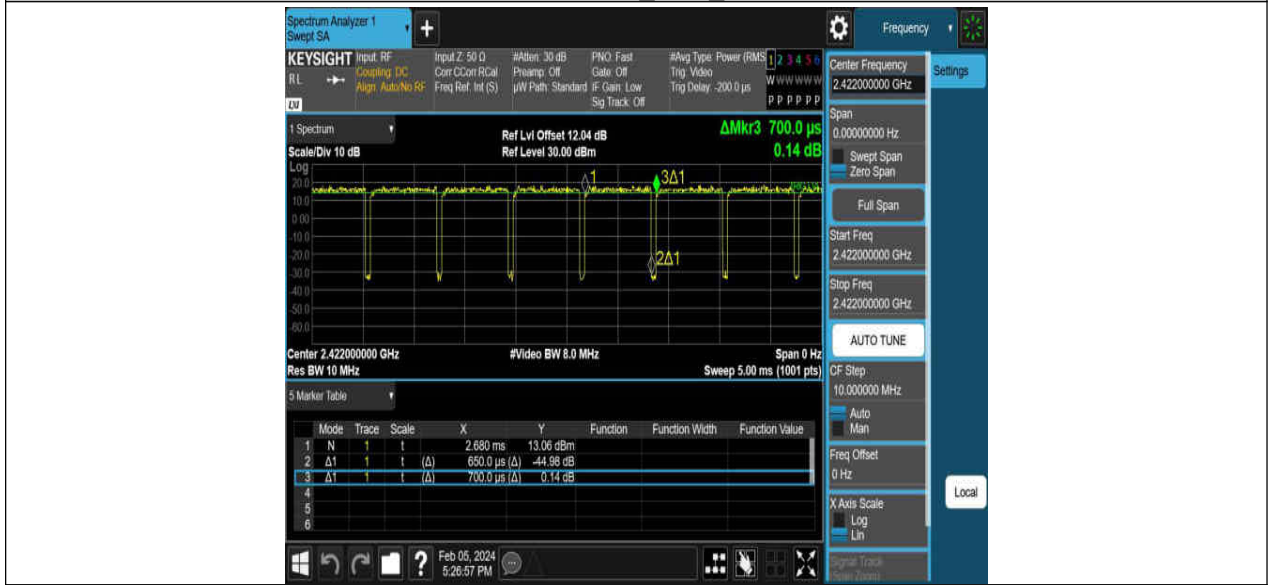 Spectrum Analyzer 1
Swept SA
+
Frequency
KEYSIGHT
RL
LXI
Input: RF
Coupling: DC
Align: Auto/No RF
Input Z: 50 Ω
Corr CCorr RCal
Freq Ref: Int (S)
#Atten: 30 dB
Preamp: Off
µW Path: Standard
PNO: Fast
Gate: Off
IF Gain: Low
Sig Track: Off
#Avg Type: Power (RMS
Trig: Video
Trig Delay: -200.0 µs
1 2 3 4 5 6
W W W W W W
P P P P P P
Center Frequency
2.422000000 GHz
Settings
1 Spectrum
Scale/Div 10 dB
Ref Lvl Offset 12.04 dB
Ref Level 30.00 dBm
ΔMkr3 700.0 µs
0.14 dB
Log
20.0
10.0
0.00
-10.0
-20.0
-30.0
-40.0
-50.0
-60.0
1
3Δ1
2Δ1
Center 2.422000000 GHz
#Video BW 8.0 MHz
Span 0 Hz
Res BW 10 MHz
Sweep 5.00 ms (1001 pts)
Span
0.00000000 Hz
Swept Span
Zero Span
Full Span
Start Freq
2.422000000 GHz
Stop Freq
2.422000000 GHz
AUTO TUNE
CF Step
10.000000 MHz
Auto
Man
Freq Offset
0 Hz
X Axis Scale
Log
Lin
Signal Track
(Span Zoom)
Local
5 Marker Table
Mode Trace Scale X Y Function Function Width Function Value
1 N 1 t 2.680 ms 13.06 dBm
2 Δ1 1 t (Δ) 650.0 µs (Δ) -44.98 dB
3 Δ1 1 t (Δ) 700.0 µs (Δ) 0.14 dB
4
5
6
?
Feb 05, 2024
5:26:57 PM